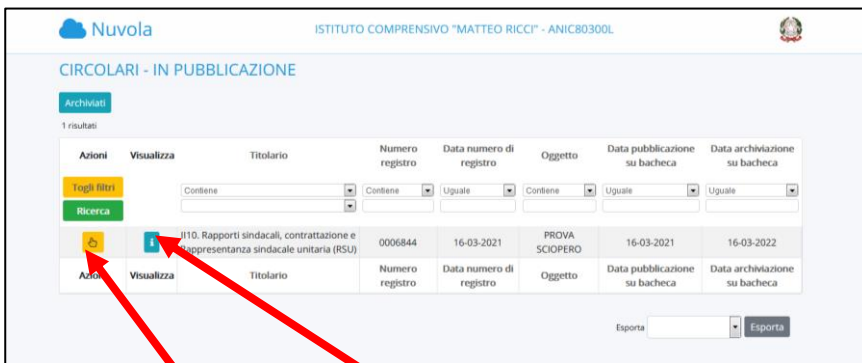 Nuvola
ISTITUTO COMPRENSIVO "MATTEO RICCI" - ANIC80300L
CIRCOLARI - IN PUBBLICAZIONE
Archiviati
1 risultati
Azioni Visualizza Titolario Numero registro Data numero di registro Oggetto Data pubblicazione su bacheca Data archiviazione su bacheca
Togli filtri Contiene Contiene Uguale Contiene Uguale Uguale
Ricerca
II10. Rapporti sindacali, contrattazione e Rappresentanza sindacale unitaria (RSU) 0006844 16-03-2021 PROVA SCIOPERO 16-03-2021 16-03-2022
Azioni Visualizza Titolario Numero registro Data numero di registro Oggetto Data pubblicazione su bacheca Data archiviazione su bacheca
Esporta Esporta